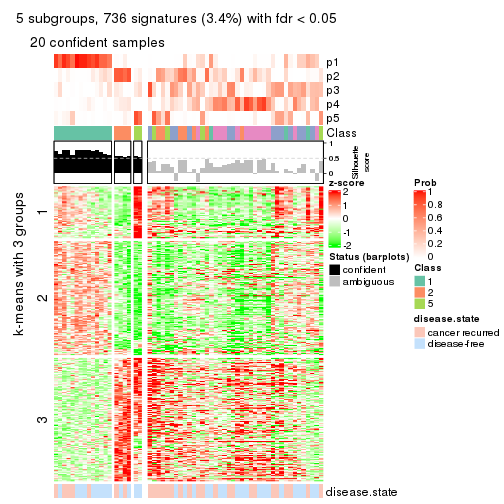 5 subgroups, 736 signatures (3.4%) with fdr < 0.05
20 confident samples
p1
p2
p3
p4
p5
Class
1
0.5
0
Silhouette
score
k-means with 3 groups
1
2
3
z-score
2
1
0
-1
-2
Status (barplots)
confident
ambiguous
Prob
1
0.8
0.6
0.4
0.2
0
Class
1
2
5
disease.state
cancer recurred
disease-free
disease.state